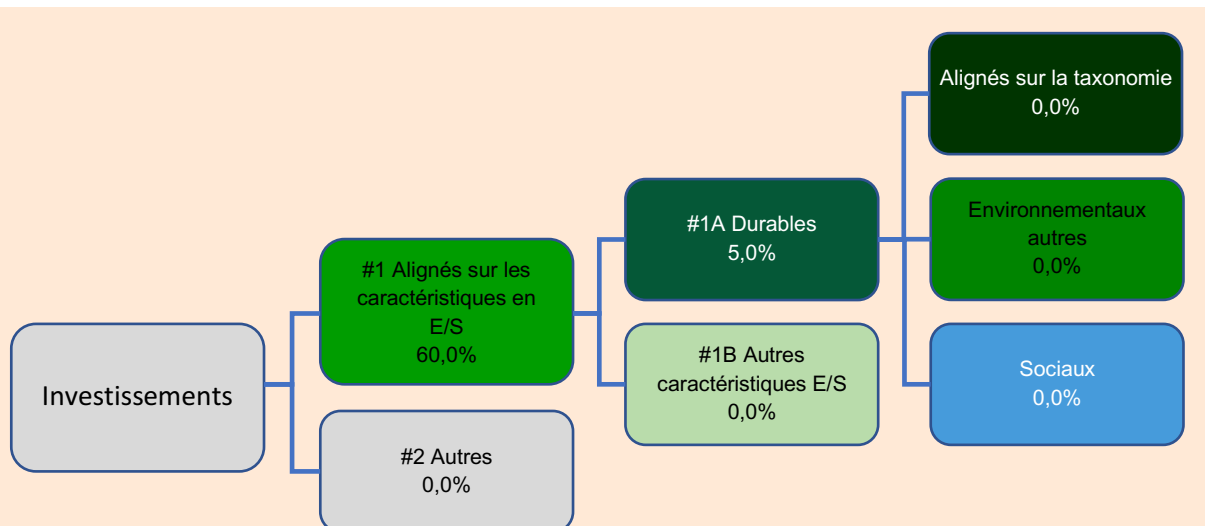 Investissements
#1 Alignés sur les
caractéristiques en
E/S
60,0%
#2 Autres
0,0%
#1A Durables
5,0%
#1B Autres
caractéristiques E/S
0,0%
Alignés sur la taxonomie
0,0%
Environnementaux
autres
0,0%
Sociaux
0,0%